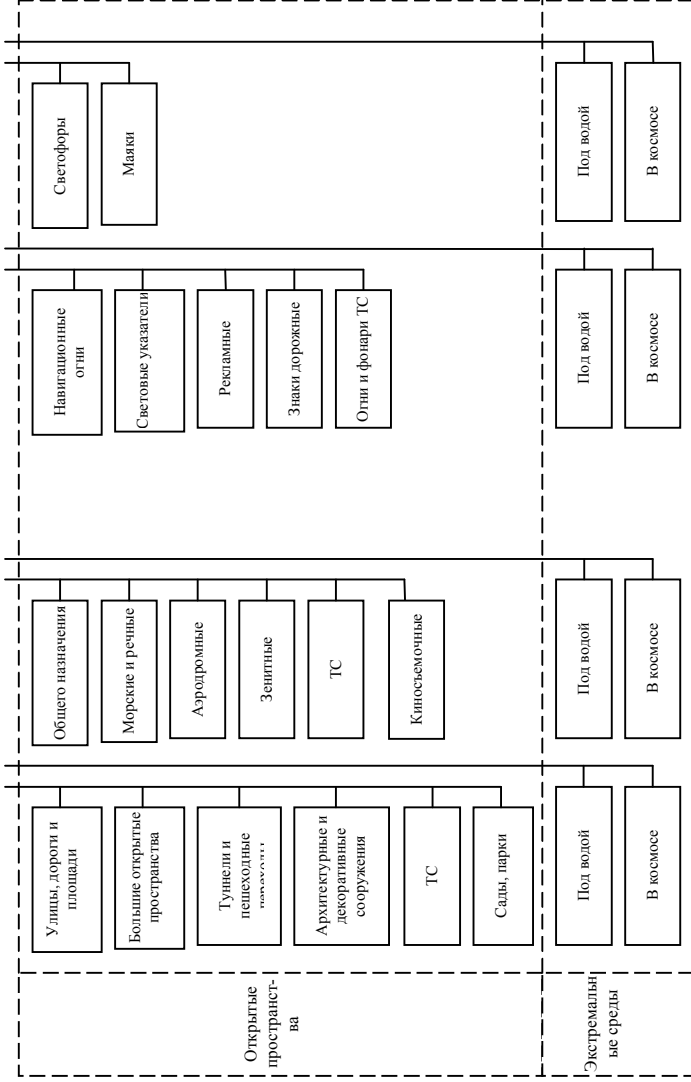 Открытые
пространст-
ва
Улицы, дороги и
площади
Большие открытые
пространства
Туннели и
пешеходные
переходы
Архитектурные и
декоративные
сооружения
ТС
Сады, парки
Общего назначения
Морские и речные
Аэродромные
Зенитные
ТС
Киносъемочные
Навигационные
огни
Световые указатели
Рекламные
Знаки дорожные
Огни и фонари ТС
Светофоры
Маяки
Экстремальн
ые среды
Под водой
В космосе
Под водой
В космосе
Под водой
В космосе
Под водой
В космосе